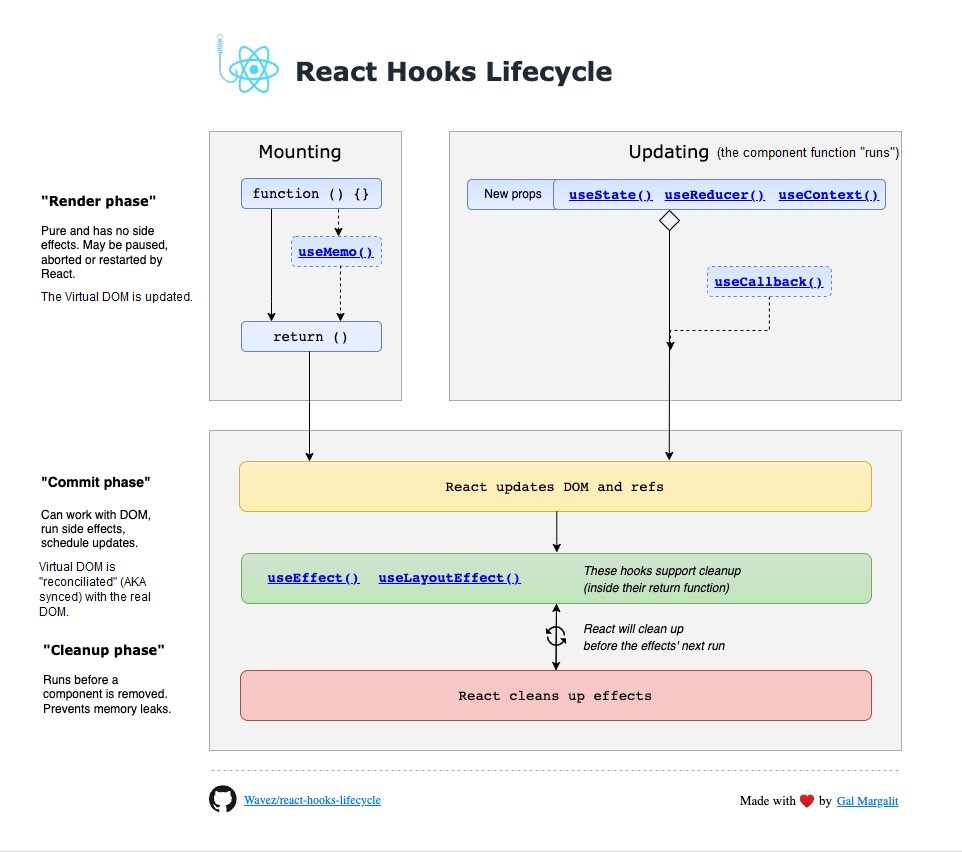 React Hooks Lifecycle
Mounting
Updating (the component function "runs")
"Render phase"
Pure and has no side
effects. May be paused,
aborted or restarted by
React.
The Virtual DOM is updated.
function () {}
useMemo()
return ()
New props
useState() useReducer() useContext()
useCallback()
"Commit phase"
Can work with DOM,
run side effects,
schedule updates.
Virtual DOM is
"reconciliated" (AKA
synced) with the real
DOM.
React updates DOM and refs
useEffect() useLayoutEffect()
These hooks support cleanup
(inside their return function)
React will clean up
before the effects' next run
"Cleanup phase"
Runs before a
component is removed.
Prevents memory leaks.
React cleans up effects
Wavez/react-hooks-lifecycle
Made with ❤️ by Gal Margalit